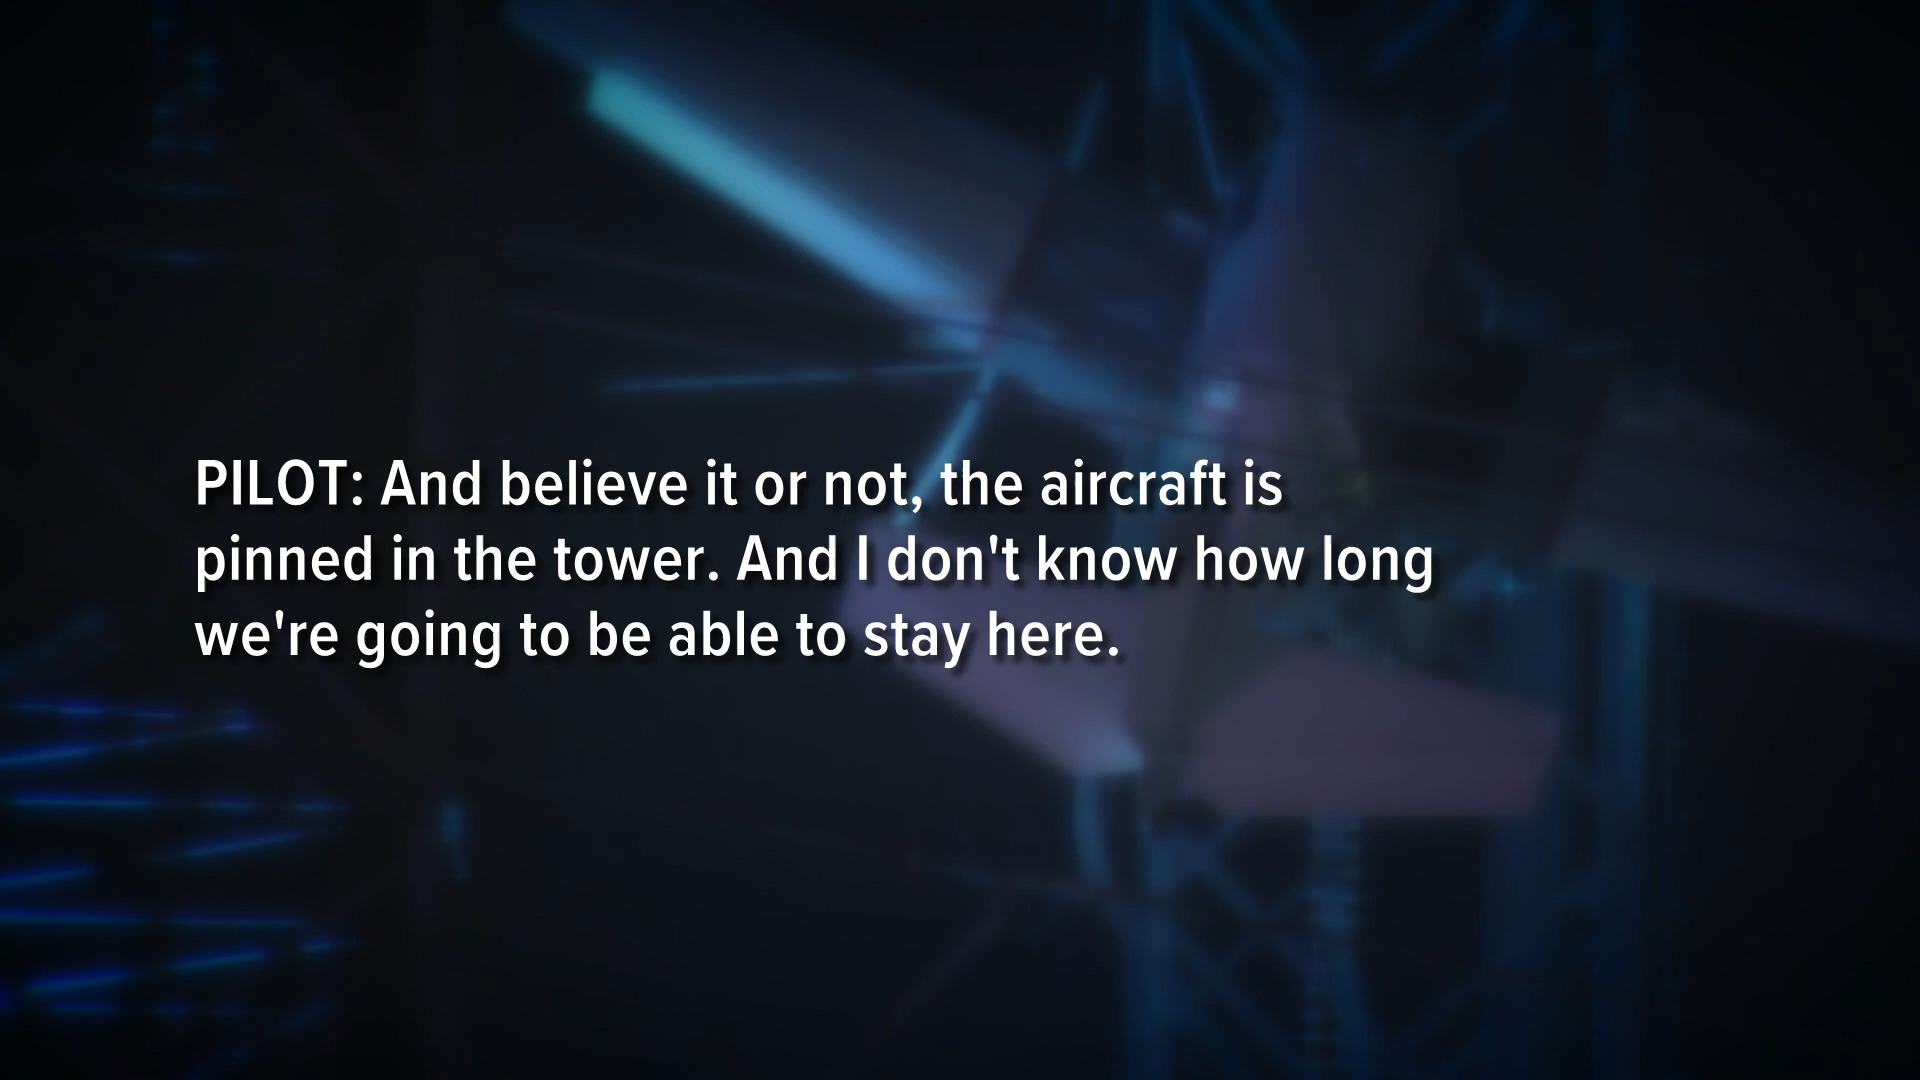 PILOT: And believe it or not, the aircraft is
pinned in the tower. And I don't know how long
we're going to be able to stay here.